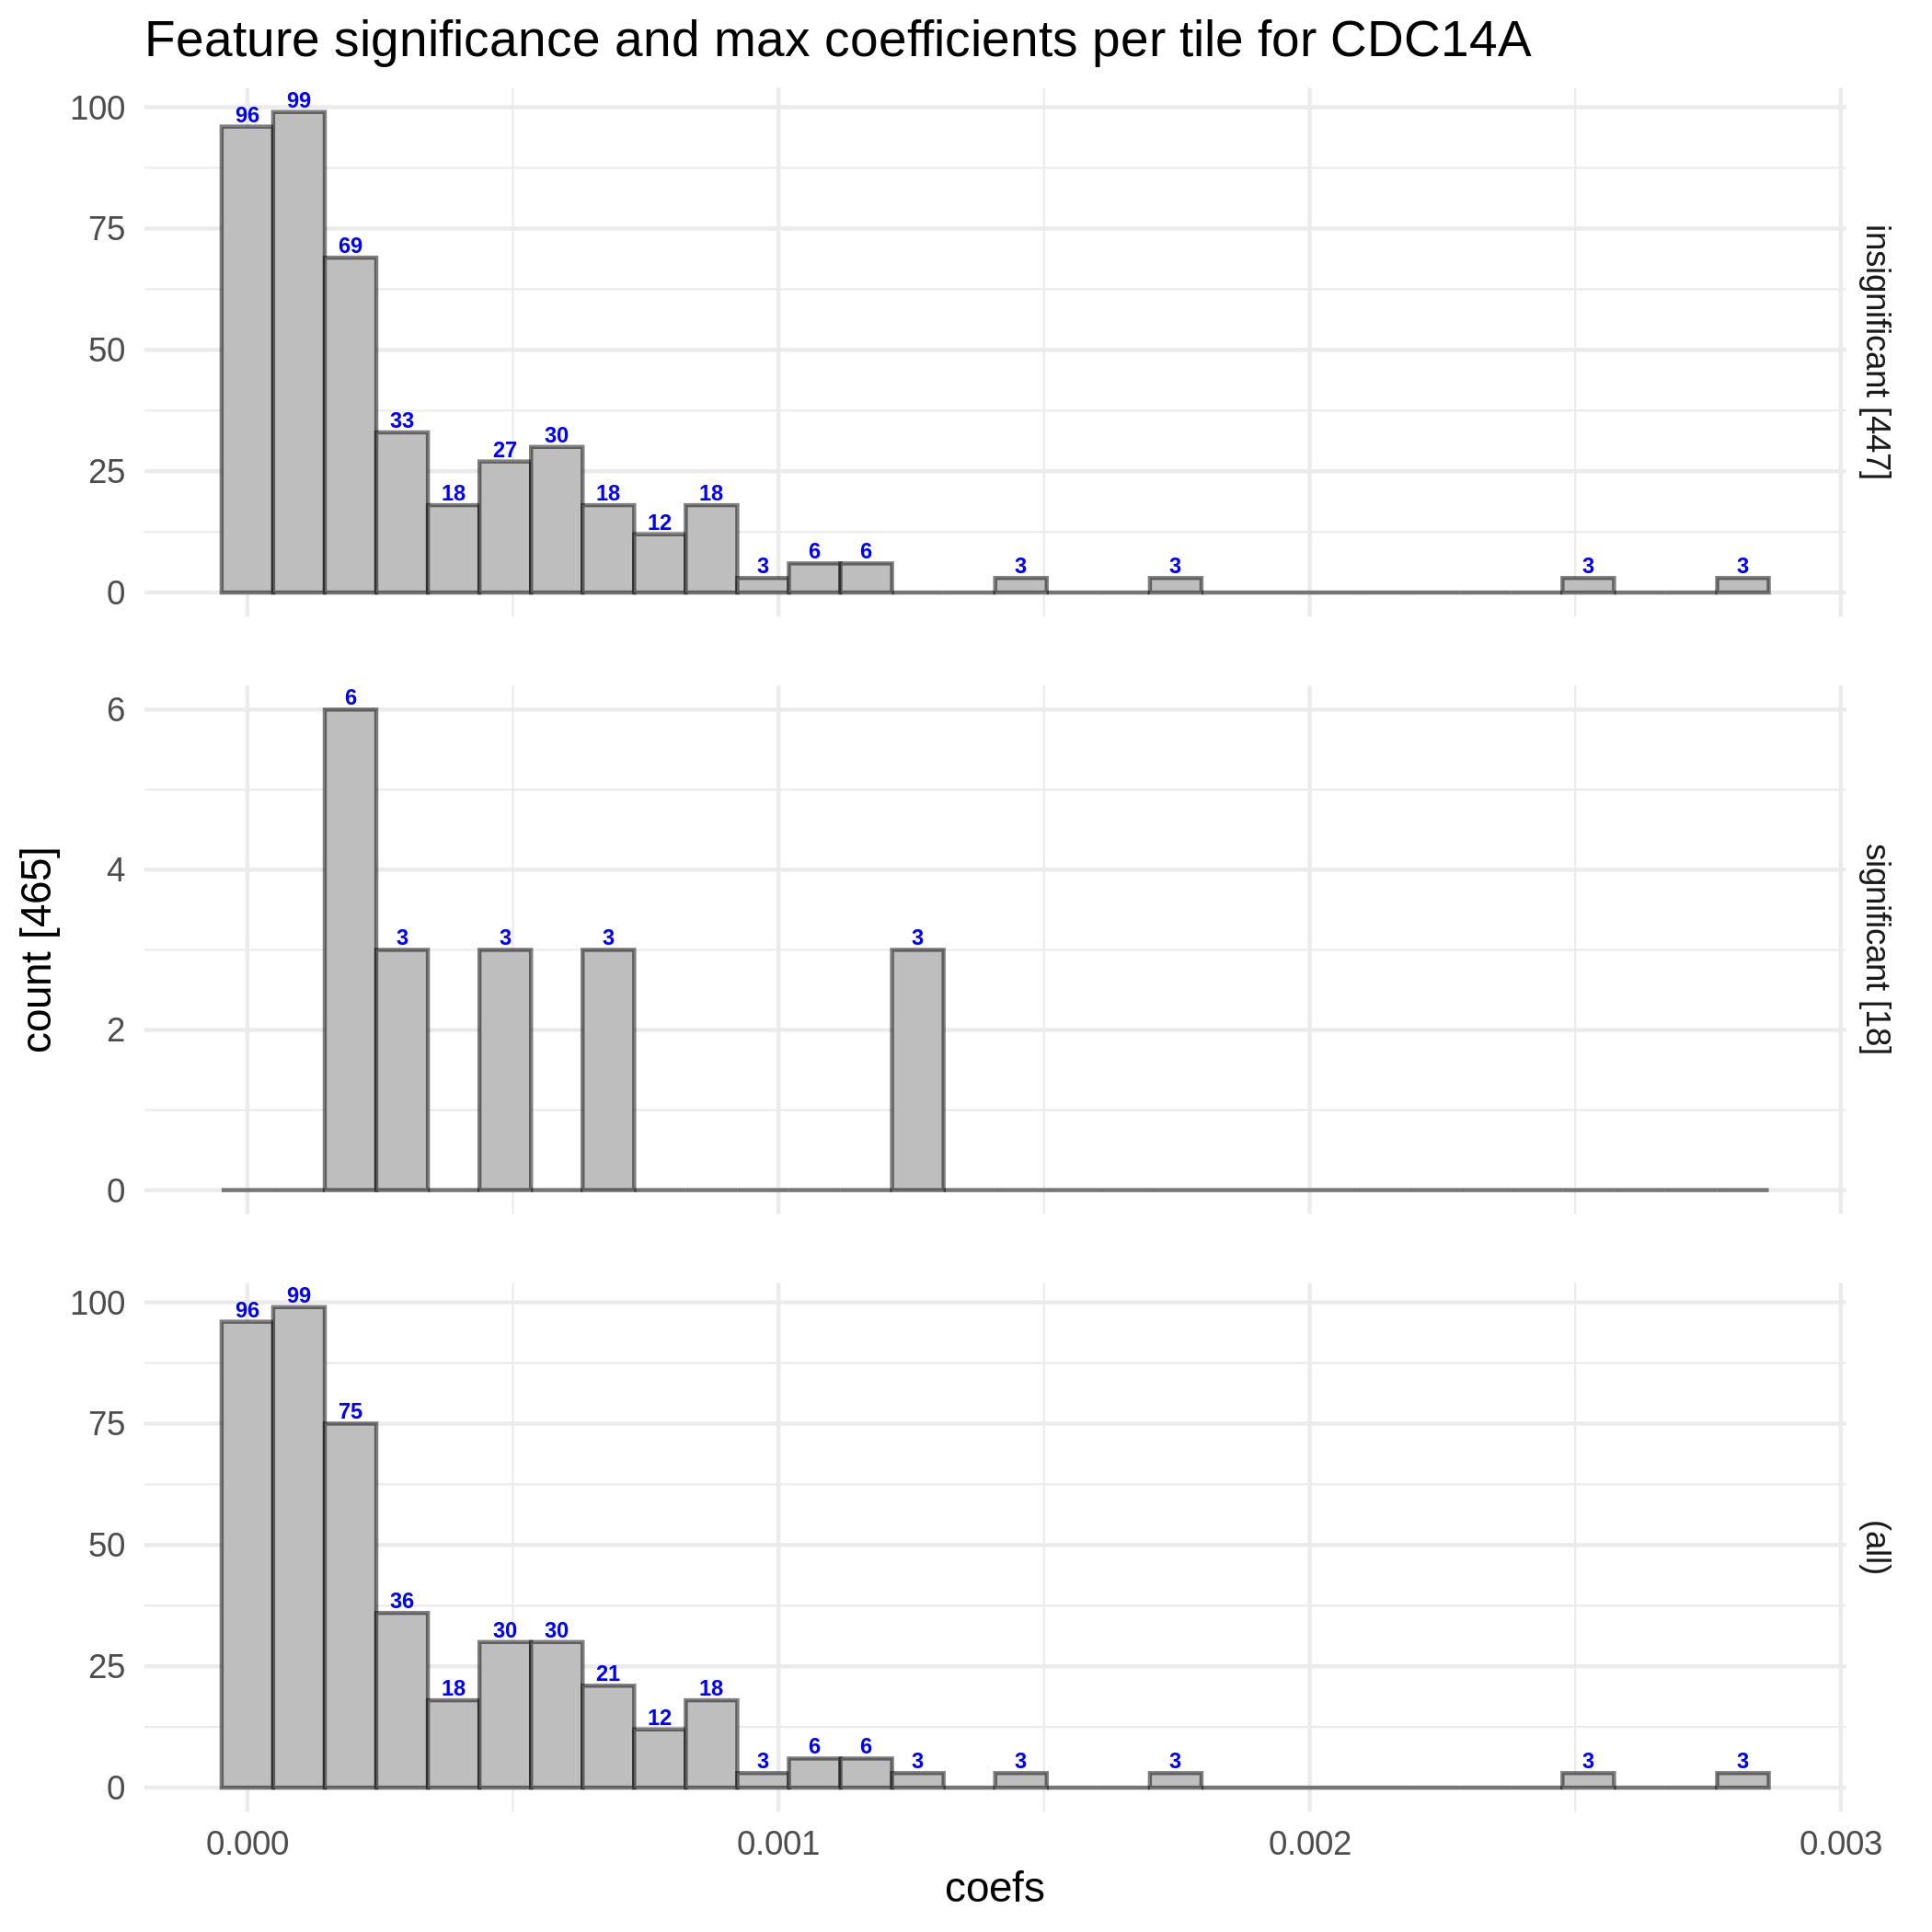 Feature significance and max coefficients per tile for CDC14A
100
75
50
25
0
96 99 69 33 18 27 30 18 12 18 3 6 6 3 3 3 3
insignificant [447]
6
4
2
0
6 3 3 3 3
significant [18]
count [465]
100
75
50
25
0
96 99 75 36 18 30 30 21 12 18 3 6 6 3 3 3 3 3
(all)
0.000 0.001 0.002 0.003
coefs